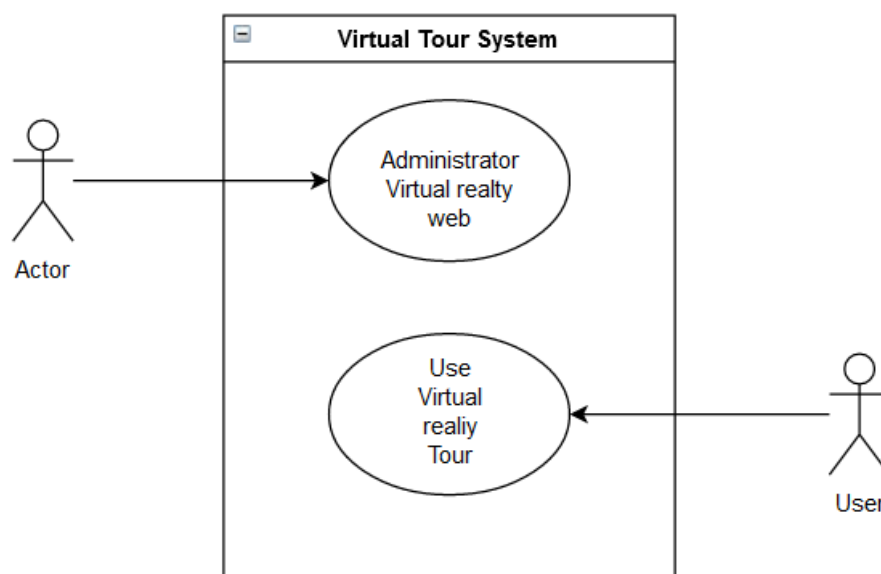 Virtual Tour System
Administrator
Virtual realty
web
Actor
Use
Virtual
realiy
Tour
User